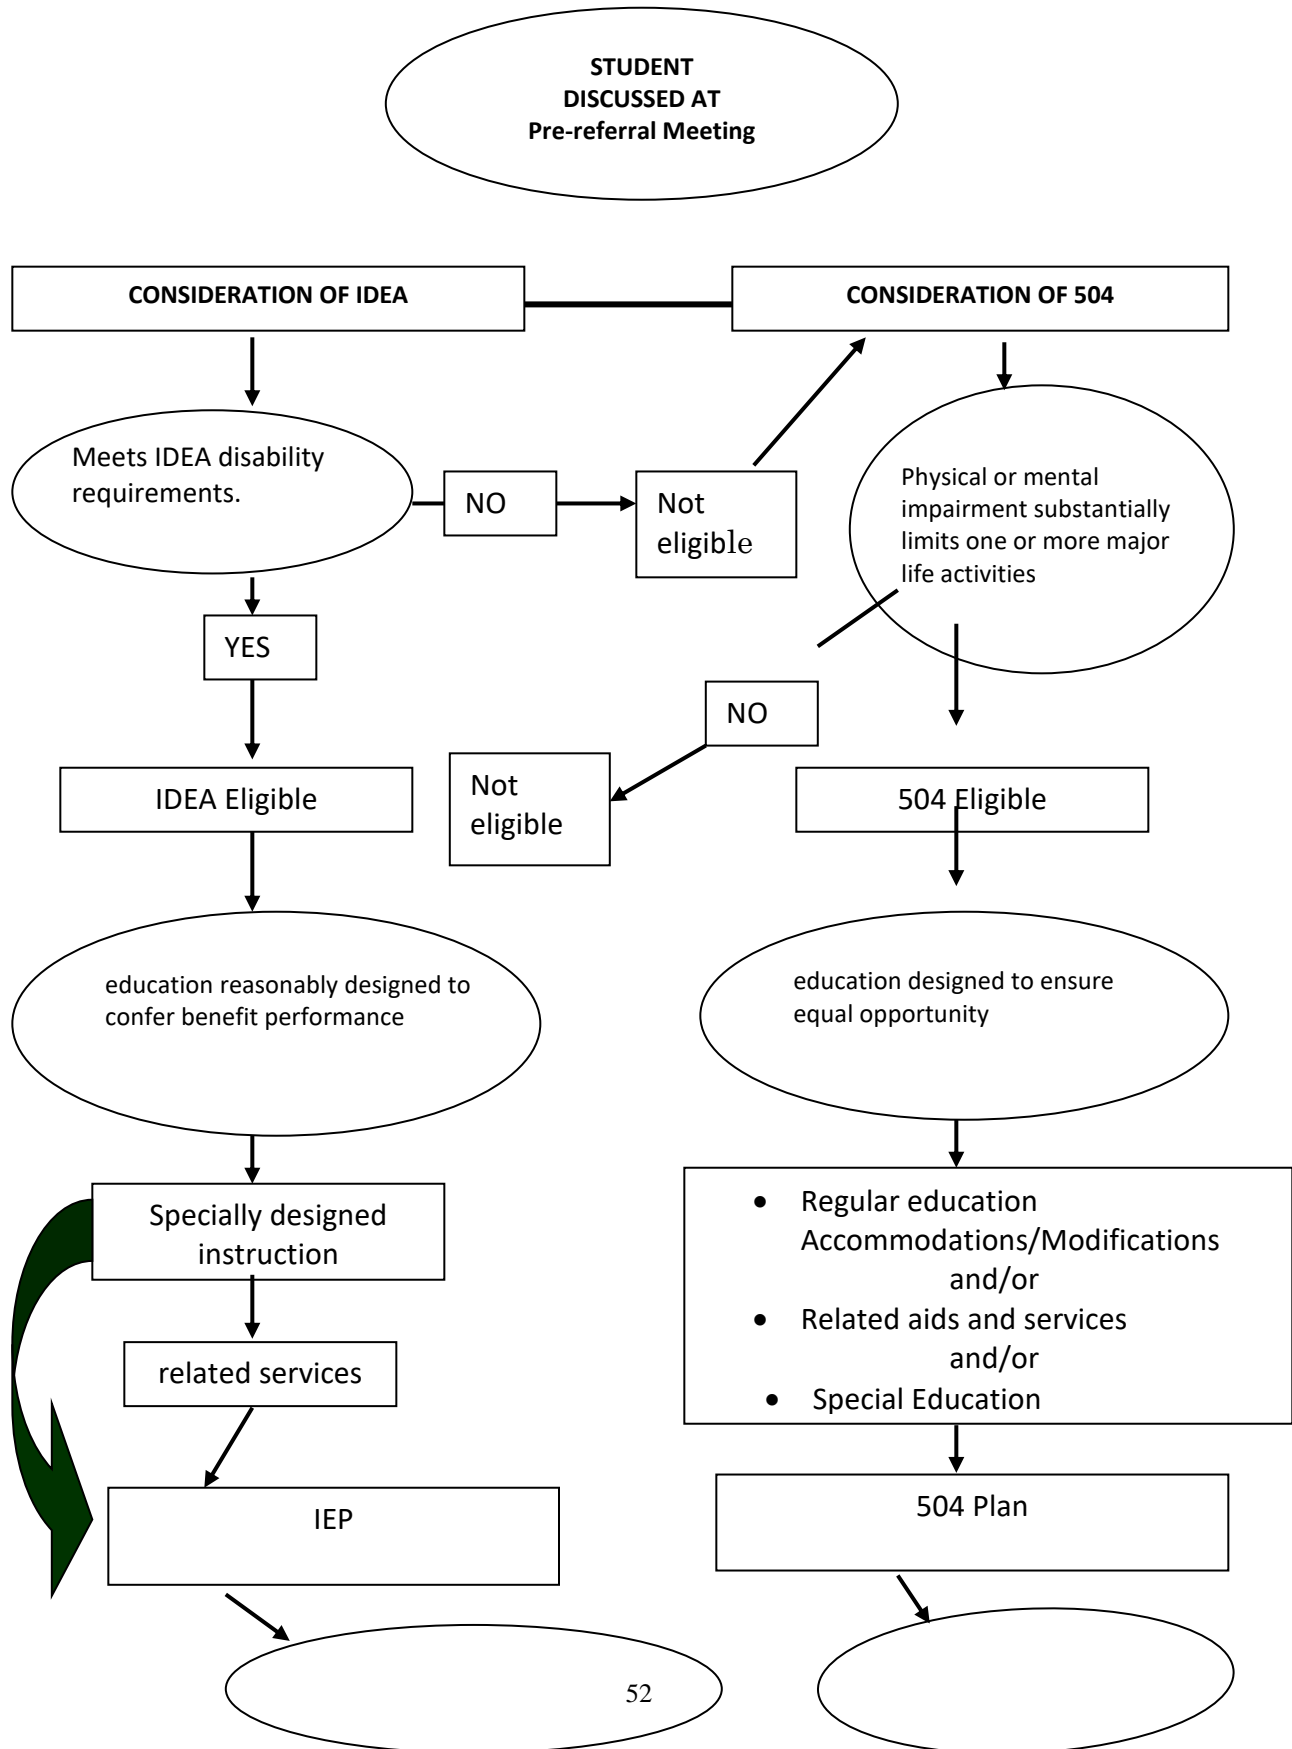 STUDENT
DISCUSSED AT
Pre-referral Meeting
CONSIDERATION OF IDEA
CONSIDERATION OF 504
Meets IDEA disability
requirements.
NO
Not
eligible
Physical or mental
impairment substantially
limits one or more major
life activities
YES
NO
IDEA Eligible
Not
eligible
504 Eligible
education reasonably designed to
confer benefit performance
education designed to ensure
equal opportunity
Specially designed
instruction
related services
• Regular education
Accommodations/Modifications
and/or
• Related aids and services
and/or
• Special Education
IEP
504 Plan
52